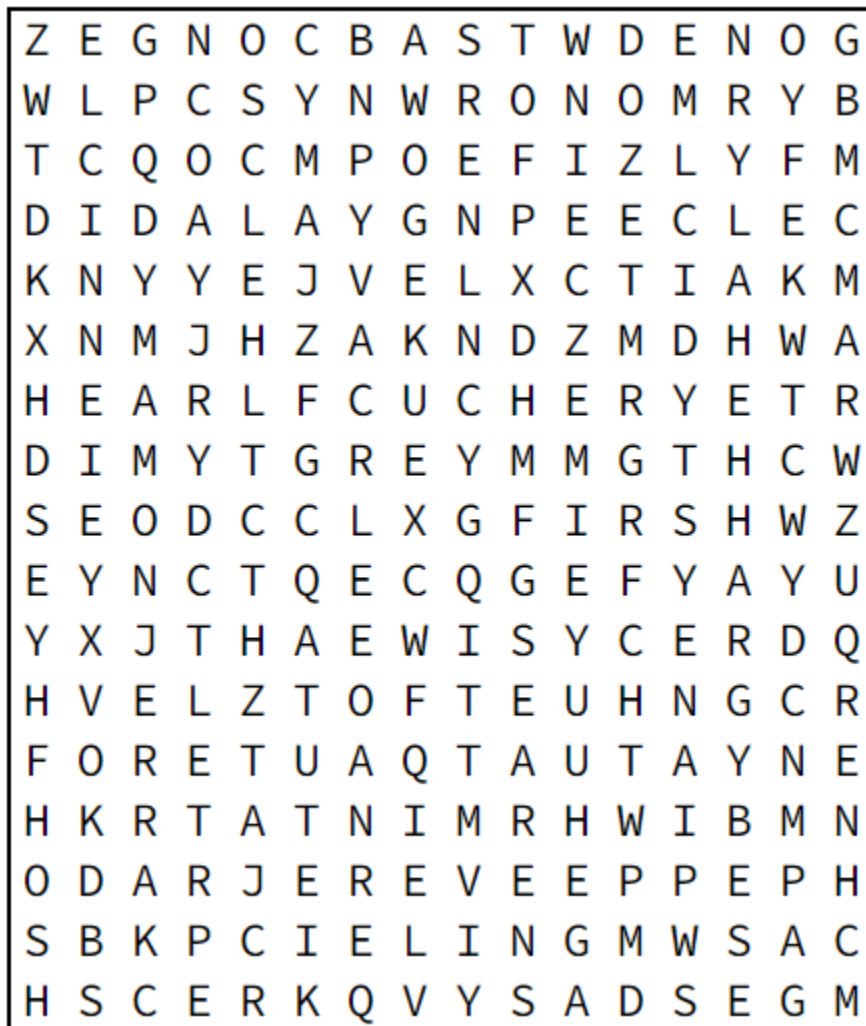 Z E G N O C B A S T W D E N O G
W L P C S Y N W R O N O M R Y B
T C Q O C M P O E F I Z L Y F M
D I D A L A Y G N P E E C L E C
K N Y Y E J V E L X C T I A K M
X N M J H Z A K N D Z M D H W A
H E A R L F C U C H E R Y E T R
D I M Y T G R E Y M M G T H C W
S E O D C C L X G F I R S H W Z
E Y N C T Q E C Q G E F Y A Y U
Y X J T H A E W I S Y C E R D Q
H V E L Z T O F T E U H N G C R
F O R E T U A Q T A U T A Y N E
H K R T A T N I M R H W I B M N
O D A R J E R E V E E P P E P H
S B K P C I E L I N G M W S A C
H S C E R K Q V Y S A D S E G M